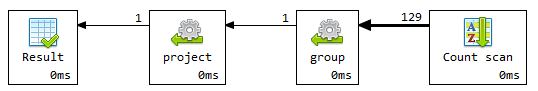 1
1
129
Result
project
group
Count scan
0ms
0ms
0ms
0ms
A
Z